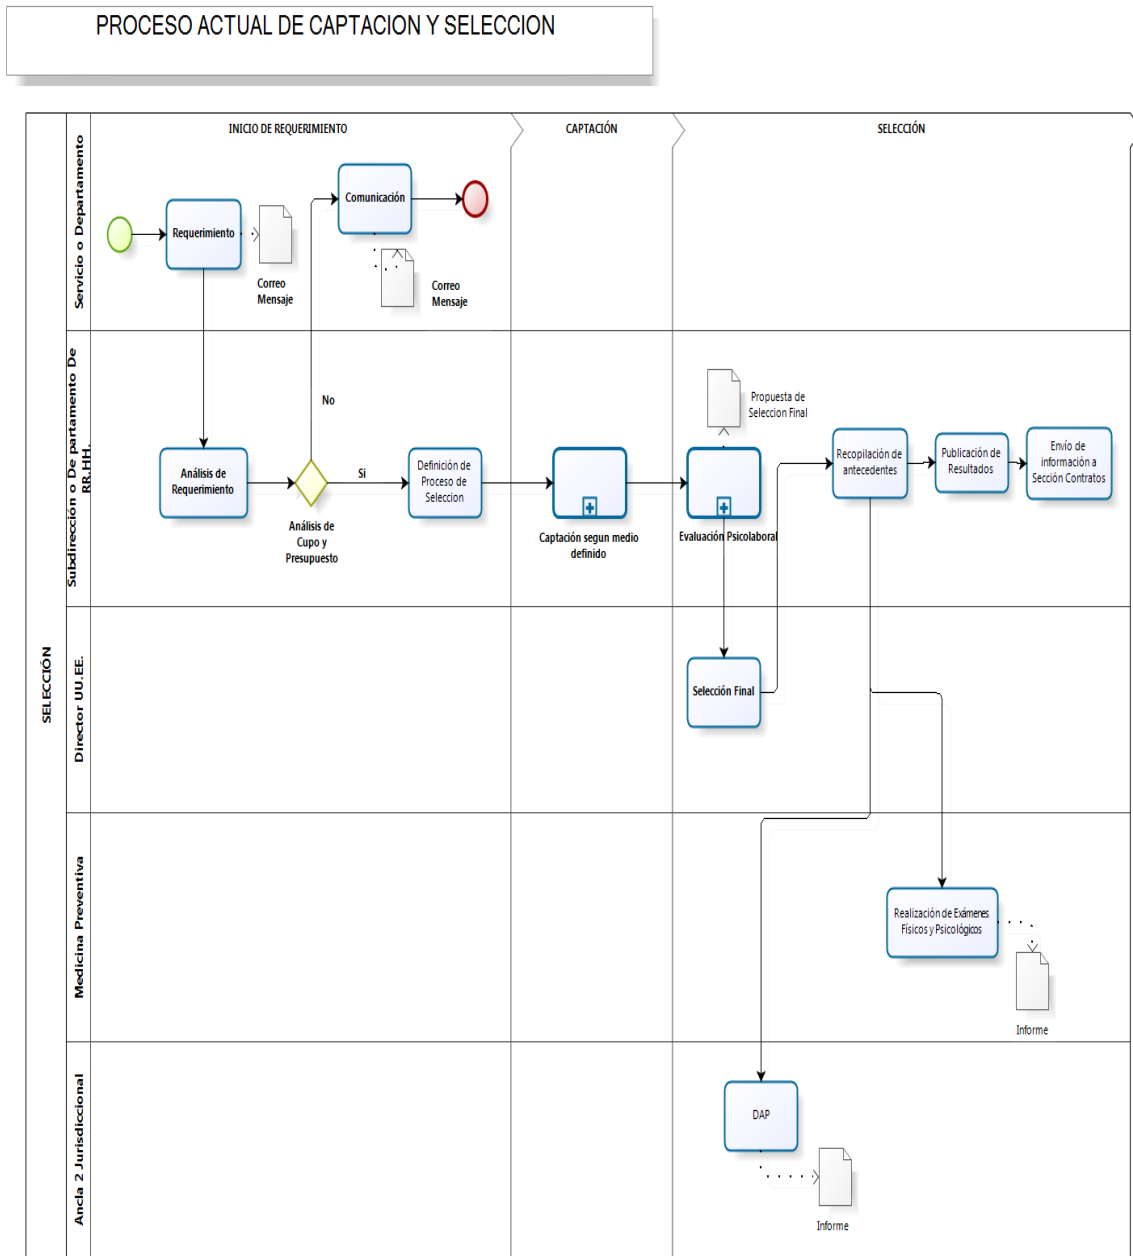 PROCESO ACTUAL DE CAPTACION Y SELECCION
INICIO DE REQUERIMIENTO
CAPTACIÓN
SELECCIÓN
SELECCIÓN
Servicio o Departamento
Requerimiento
Correo
Mensaje
Comunicación
Correo
Mensaje
Subdirección o De partamento De
RR.HH.
Análisis de
Requerimiento
No
Si
Análisis de
Cupo y
Presupuesto
Definición de
Proceso de
Seleccion
Captación segun medio
definido
Propuesta de
Seleccion Final
Evaluación Psicolaboral
Recopilación de
antecedentes
Publicación de
Resultados
Envío de
información a
Sección Contratos
Director UU.EE.
Selección Final
Medicina Preventiva
Realización de Exámenes
Físicos y Psicológicos
Informe
Ancla 2 Jurisdiccional
DAP
Informe